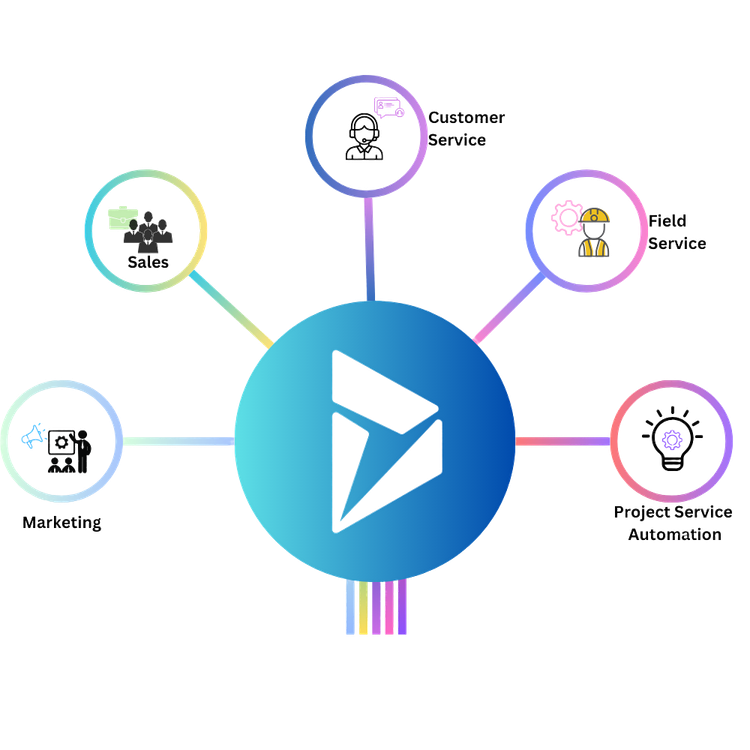 Customer
Service
Field
Service
Sales
Marketing
Project Service
Automation